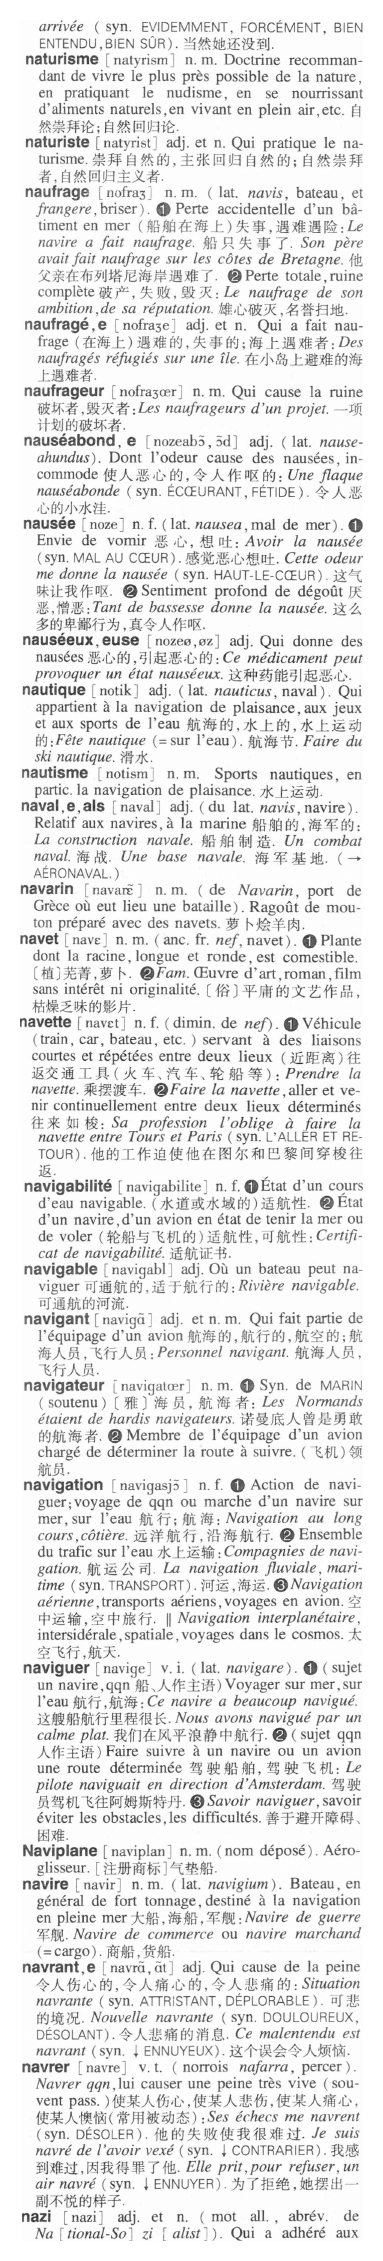 arrivée ( syn. EVIDEMMENT, FORCÉMENT, BIEN
ENTENDU, BIEN SÛR). 当然她还没到.
naturisme [natyrism] n. m. Doctrine recomman-
dant de vivre le plus près possible de la nature,
en pratiquant le nudisme, en se nourrissant
d'aliments naturels, en vivant en plein air, etc. 自
然崇拜论;自然回归论.
naturiste [natyrist] adj. et n. Qui pratique le na-
turisme. 崇拜自然的,主张回归自然的;自然崇拜
者,自然回归主义者.
naufrage [nofraʒ] n. m. ( lat. navis, bateau, et
frangere, briser). ❶ Perte accidentelle d'un bâ-
timent en mer (船舶在海上)失事,遇难遇险: Le
navire a fait naufrage. 船只失事了. Son père
avait fait naufrage sur les côtes de Bretagne. 他
父亲在布列塔尼海岸遇难了. ❷ Perte totale, ruine
complète 破产,失败,毁灭: Le naufrage de son
ambition, de sa réputation. 雄心破灭,名誉扫地.
naufragé, e [nofraʒe] adj. et n. Qui a fait nau-
frage (在海上)遇难的,失事的;海上遇难者: Des
naufragés réfugiés sur une île. 在小岛上避难的海
上遇难者.
naufrageur [nofraʒœr] n. m. Qui cause la ruine
破坏者,毁灭者: Les naufrageurs d'un projet. 一项
计划的破坏者.
nauséabond, e [nozeabɔ̃, ɔ̃d] adj. ( lat. nause-
ahundus). Dont l'odeur cause des nausées, in-
commode 使人恶心的,令人作呕的: Une flaque
nauséabonde ( syn. ÉCŒURANT, FÉTIDE). 令人恶
心的小水洼.
nausée [noze] n. f. (lat. nausea, mal de mer). ❶
Envie de vomir 恶心,想吐: Avoir la nausée
(syn. MAL AU CŒUR). 感觉恶心想吐. Cette odeur
me donne la nausée (syn. HAUT-LE-CŒUR). 这气
味让我作呕. ❷ Sentiment profond de dégoût 厌
恶,憎恶: Tant de bassesse donne la nausée. 这么
多的卑鄙行为,真令人作呕.
nauséeux, euse [nozeø, øz] adj. Qui donne des
nausées 恶心的,引起恶心的: Ce médicament peut
provoquer un état nauséeux. 这种药能引起恶心.
nautique [notik] adj. (lat. nauticus, naval). Qui
appartient à la navigation de plaisance, aux jeux
et aux sports de l'eau 航海的,水上的,水上运动
的: Fête nautique (= sur l'eau). 航海节. Faire du
ski nautique. 滑水.
nautisme [notism] n. m. Sports nautiques, en
partic. la navigation de plaisance. 水上运动.
naval, e, als [naval] adj. (du lat. navis, navire).
Relatif aux navires, à la marine 船舶的,海军的:
La construction navale. 船舶制造. Un combat
naval. 海战. Une base navale. 海军基地. (→
AÉRONAVAL.)
navarin [navarɛ̃] n. m. ( de Navarin, port de
Grèce où eut lieu une bataille). Ragoût de mou-
ton préparé avec des navets. 萝卜烩羊肉.
navet [navɛ] n. m. (anc. fr. nef, navet). ❶ Plante
dont la racine, longue et ronde, est comestible.
[植]芜菁,萝卜. ❷ Fam. Œuvre d'art, roman, film
sans intérêt ni originalité. 〔俗〕平庸的文艺作品,
枯燥乏味的影片.
navette [navɛt] n. f. (dimin. de nef). ❶ Véhicule
(train, car, bateau, etc. ) servant à des liaisons
courtes et répétées entre deux lieux (近距离)往
返交通工具(火车、汽车、轮船等): Prendre la
navette. 乘摆渡车. ❷ Faire la navette, aller et ve-
nir continuellement entre deux lieux déterminés
往来如梭: Sa profession l'oblige à faire la
navette entre Tours et Paris (syn. L'ALLER ET RE-
TOUR). 他的工作迫使他在图尔和巴黎间穿梭往
返.
navigabilité [navigabilite] n. f. ❶ État d'un cours
d'eau navigable. (水道或水域的)适航性. ❷ État
d'un navire, d'un avion en état de tenir la mer ou
de voler (轮船与飞机的)适航性,可航性: Certifi-
cat de navigabilité. 适航证书.
navigable [navigabl] adj. Où un bateau peut na-
viguer 可通航的,适于航行的: Rivière navigable.
可通航的河流.
navigant [navigɑ̃] adj. et n. m. Qui fait partie de
l'équipage d'un avion 航海的,航行的,航空的;航
海人员,飞行人员: Personnel navigant. 航海人员,
飞行人员.
navigateur [navigatœr] n. m. ❶ Syn. de MARIN
( soutenu) 〔雅〕海员,航海者: Les Normands
étaient de hardis navigateurs. 诺曼底人曾是勇敢
的航海者. ❷ Membre de l'équipage d'un avion
chargé de déterminer la route à suivre. (飞机)领
航员.
navigation [navigasjɔ̃] n. f. ❶ Action de navi-
guer; voyage de qqn ou marche d'un navire sur
mer, sur l'eau 航行;航海: Navigation au long
cours, côtière. 远洋航行,沿海航行. ❷ Ensemble
du trafic sur l'eau 水上运输: Compagnies de navi-
gation. 航运公司. La navigation fluviale, mari-
time (syn. TRANSPORT). 河运,海运. ❸ Navigation
aérienne, transports aériens, voyages en avion. 空
中运输,空中旅行. ‖ Navigation interplanétaire,
intersidérale, spatiale, voyages dans le cosmos. 太
空飞行,航天.
naviguer [navige] v. i. (lat. navigare). ❶ ( sujet
un navire, qqn 船、人作主语) Voyager sur mer, sur
l'eau 航行,航海: Ce navire a beaucoup navigué.
这艘船航行里程很长. Nous avons navigué par un
calme plat. 我们在风平浪静中航行. ❷ ( sujet qqn
人作主语) Faire suivre à un navire ou un avion
une route déterminée 驾驶船舶,驾驶飞机: Le
pilote naviguait en direction d'Amsterdam. 驾驶
员驾机飞往阿姆斯特丹. ❸ Savoir naviguer, savoir
éviter les obstacles, les difficultés. 善于避开障碍、
困难.
Naviplane [naviplan] n. m. (nom déposé). Aéro-
glisseur. [注册商标]气垫船.
navire [navir] n. m. ( lat. navigium). Bateau, en
général de fort tonnage, destiné à la navigation
en pleine mer 大船,海船,军舰: Navire de guerre
军舰. Navire de commerce ou navire marchand
(= cargo). 商船,货船.
navrant, e [navrɑ̃, ɑ̃t] adj. Qui cause de la peine
令人伤心的,令人痛心的,令人悲痛的: Situation
navrante ( syn. ATTRISTANT, DÉPLORABLE). 可悲
的境况. Nouvelle navrante ( syn. DOULOUREUX,
DÉSOLANT). 令人悲痛的消息. Ce malentendu est
navrant (syn. ↓ ENNUYEUX). 这个误会令人烦恼.
navrer [navre] v. t. ( norrois nafarra, percer).
Navrer qqn, lui causer une peine très vive (sou-
vent pass. )使某人伤心,使某人悲伤,使某人痛心,
使某人懊恼(常用被动态): Ses échecs me navrent
(syn. DÉSOLER). 他的失败使我很难过. Je suis
navré de l'avoir vexé (syn. ↓ CONTRARIER). 我感
到难过,因我得罪了他. Elle prit, pour refuser, un
air navré (syn. ↓ ENNUYER). 为了拒绝,她摆出一
副不悦的样子.
nazi [nazi] adj. et n. ( mot all. , abrév. de
Na [tional-So] zi [alist]). Qui a adhéré aux